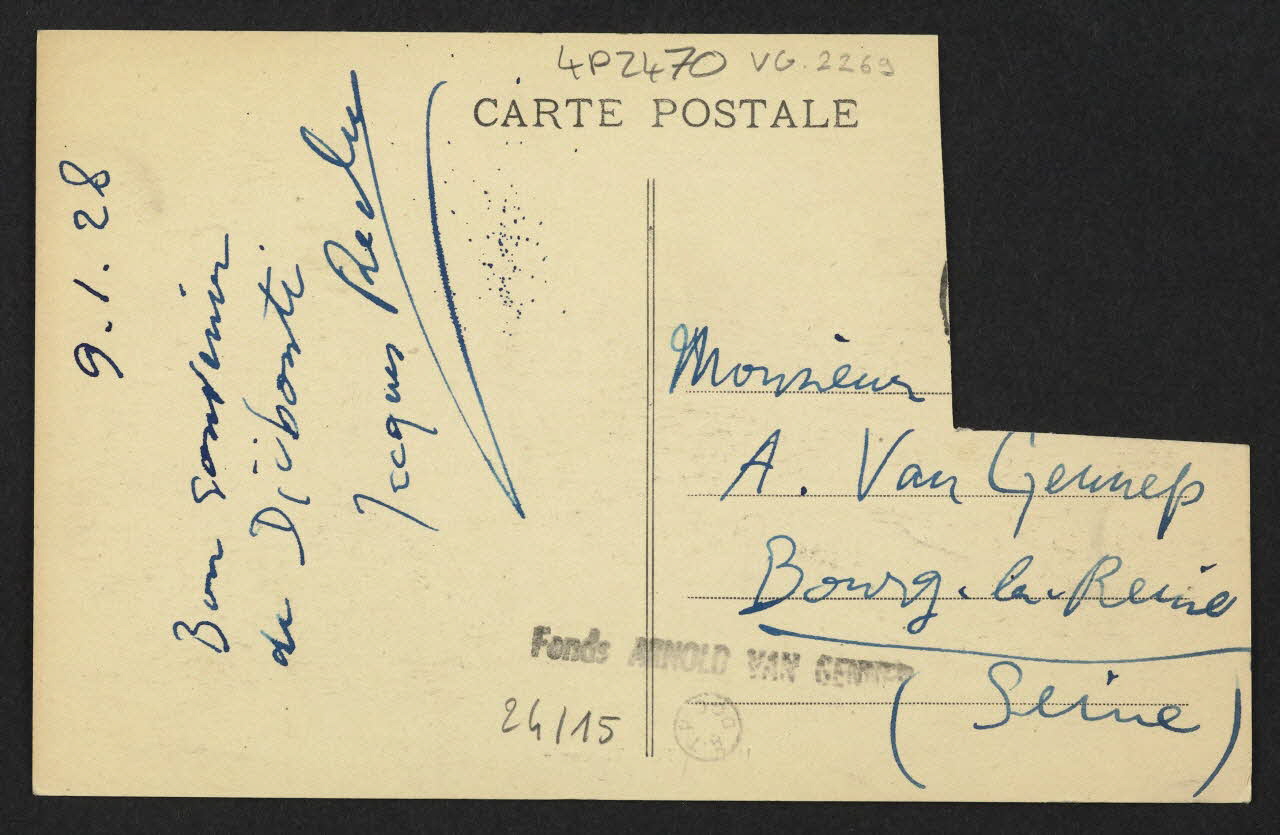 4P2470 VG.2269
CARTE POSTALE
9.1.28
Bon souvenir
de Djibouti
Jacques
Monsieur
A. Van Gennep
Bourg-la-Reine
(Seine)
Fonds ARNOLD VAN GENNEP
24/15